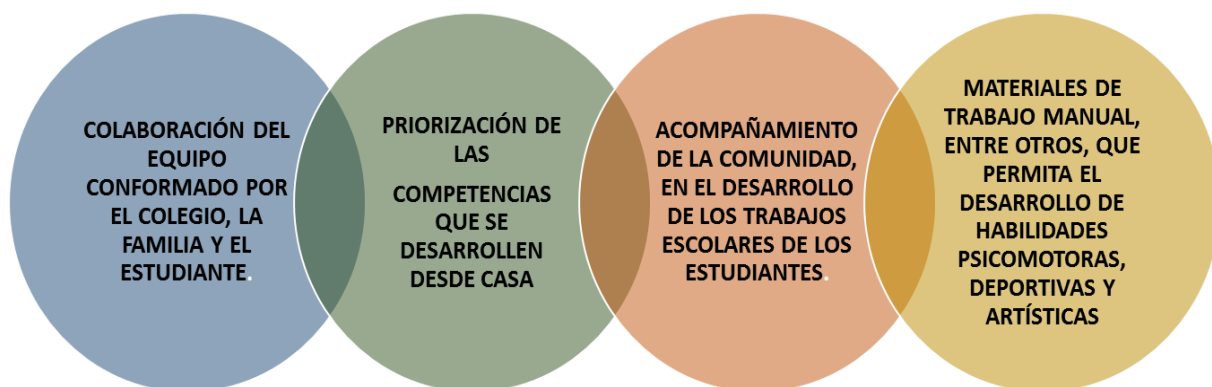 COLABORACIÓN DEL
EQUIPO
CONFORMADO POR
EL COLEGIO, LA
FAMILIA Y EL
ESTUDIANTE.
PRIORIZACIÓN DE
LAS
COMPETENCIAS
QUE SE
DESARROLLEN
DESDE CASA
ACOMPAÑAMIENTO
DE LA COMUNIDAD,
EN EL DESARROLLO
DE LOS TRABAJOS
ESCOLARES DE LOS
ESTUDIANTES.
MATERIALES DE
TRABAJO MANUAL,
ENTRE OTROS, QUE
PERMITA EL
DESARROLLO DE
HABILIDADES
PSICOMOTORAS,
DEPORTIVAS Y
ARTÍSTICAS